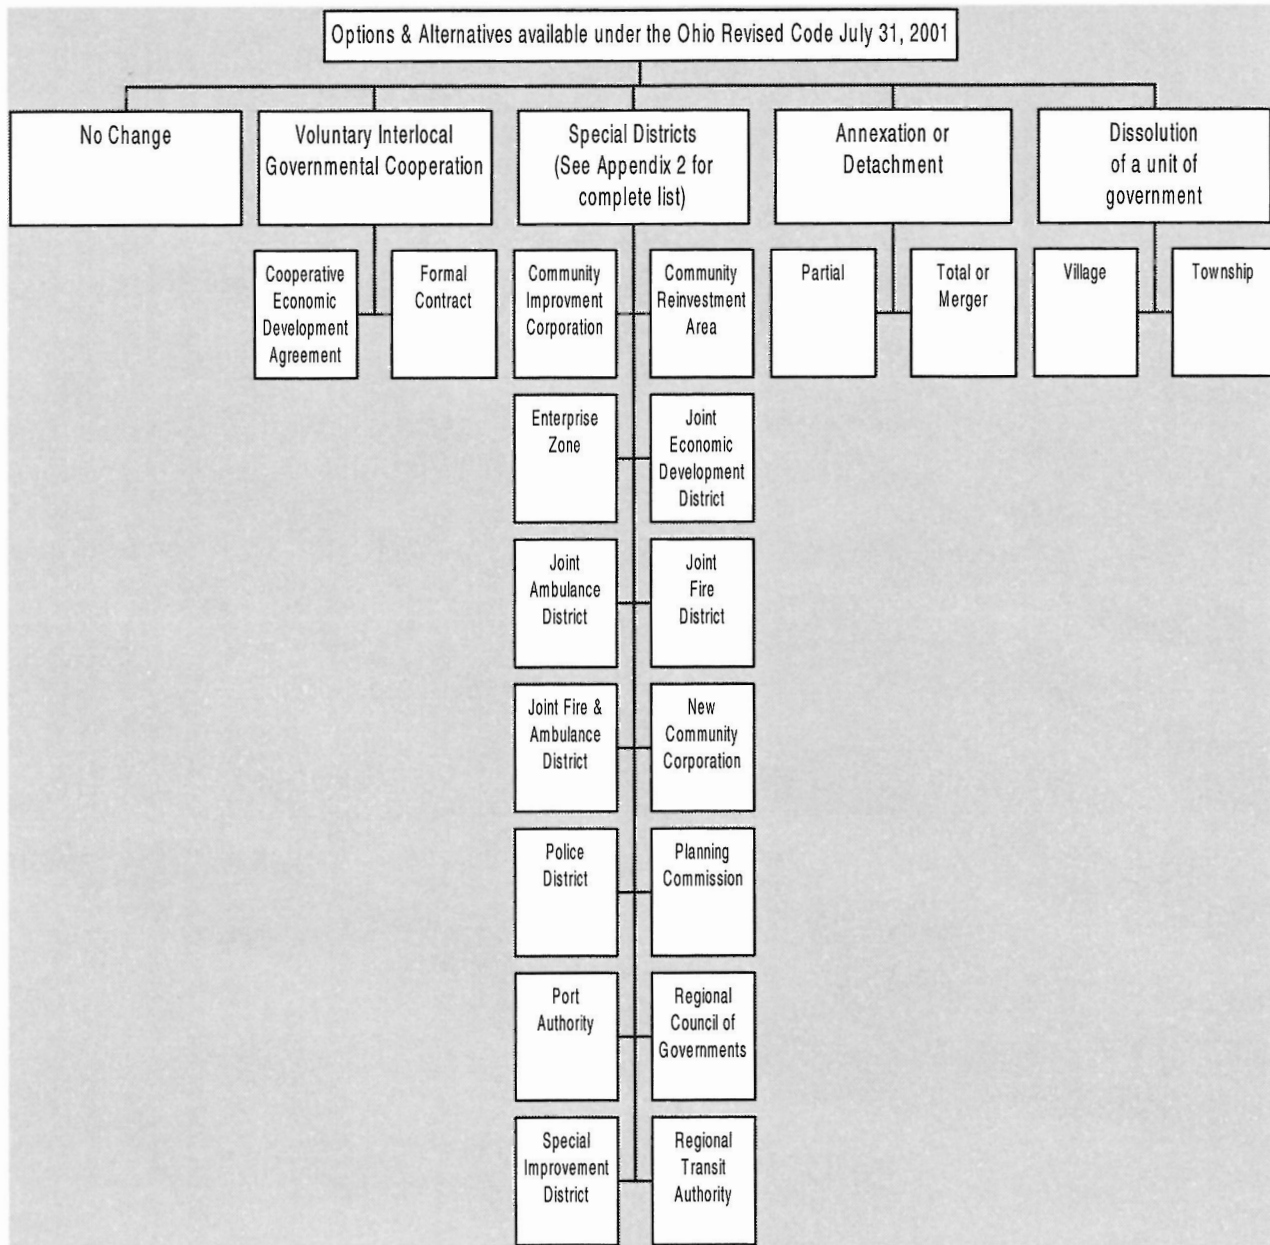 Options & Alternatives available under the Ohio Revised Code July 31, 2001
No Change
Voluntary Interlocal
Governmental Cooperation
Special Districts
(See Appendix 2 for
complete list)
Annexation or
Detachment
Dissolution
of a unit of
government
Cooperative
Economic
Development
Agreement
Formal
Contract
Community
Improvment
Corporation
Community
Reinvestment
Area
Partial
Total or
Merger
Village
Township
Enterprise
Zone
Joint
Economic
Development
District
Joint
Ambulance
District
Joint
Fire
District
Joint Fire &
Ambulance
District
New
Community
Corporation
Police
District
Planning
Commission
Port
Authority
Regional
Council of
Governments
Special
Improvement
District
Regional
Transit
Authority